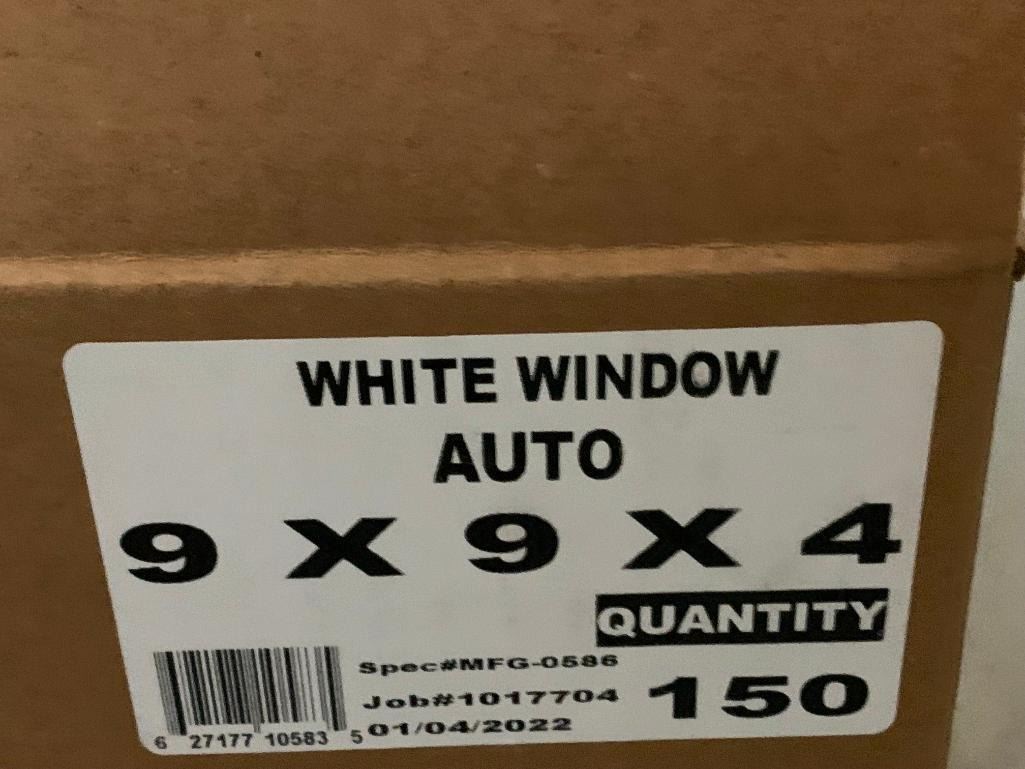 WHITE WINDOW
AUTO
9 X 9 X 4
QUANTITY
Spec#MFG-0586
Job#1017704
150
01/04/2022
6 27177 10583 5